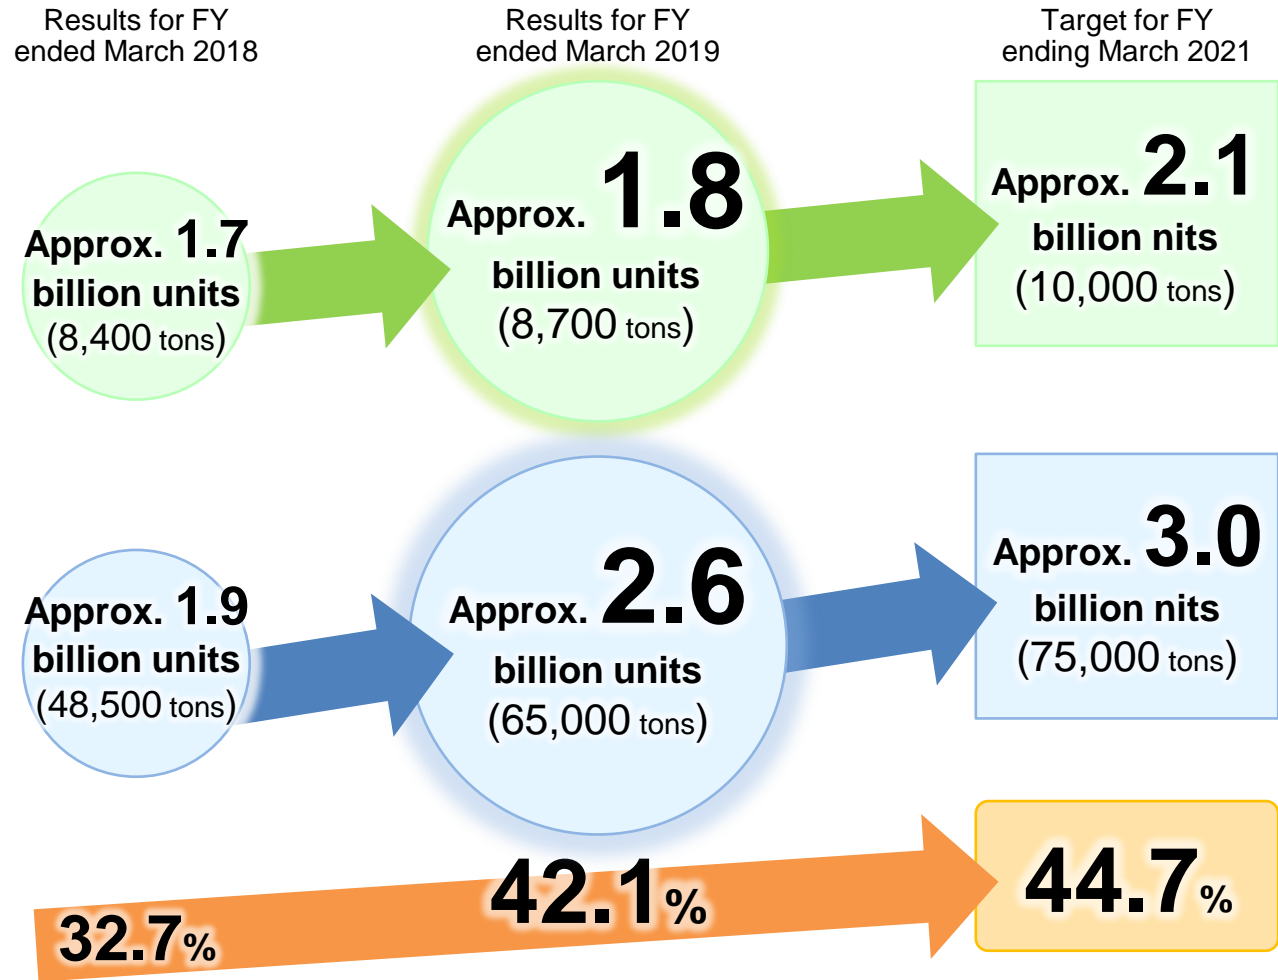 Results for FY
ended March 2018
Results for FY
ended March 2019
Target for FY
ending March 2021
Approx. 1.7
billion units
(8,400 tons)
Approx. 1.8
billion units
(8,700 tons)
Approx. 2.1
billion nits
(10,000 tons)
Approx. 1.9
billion units
(48,500 tons)
Approx. 2.6
billion units
(65,000 tons)
Approx. 3.0
billion nits
(75,000 tons)
32.7%
42.1%
44.7%